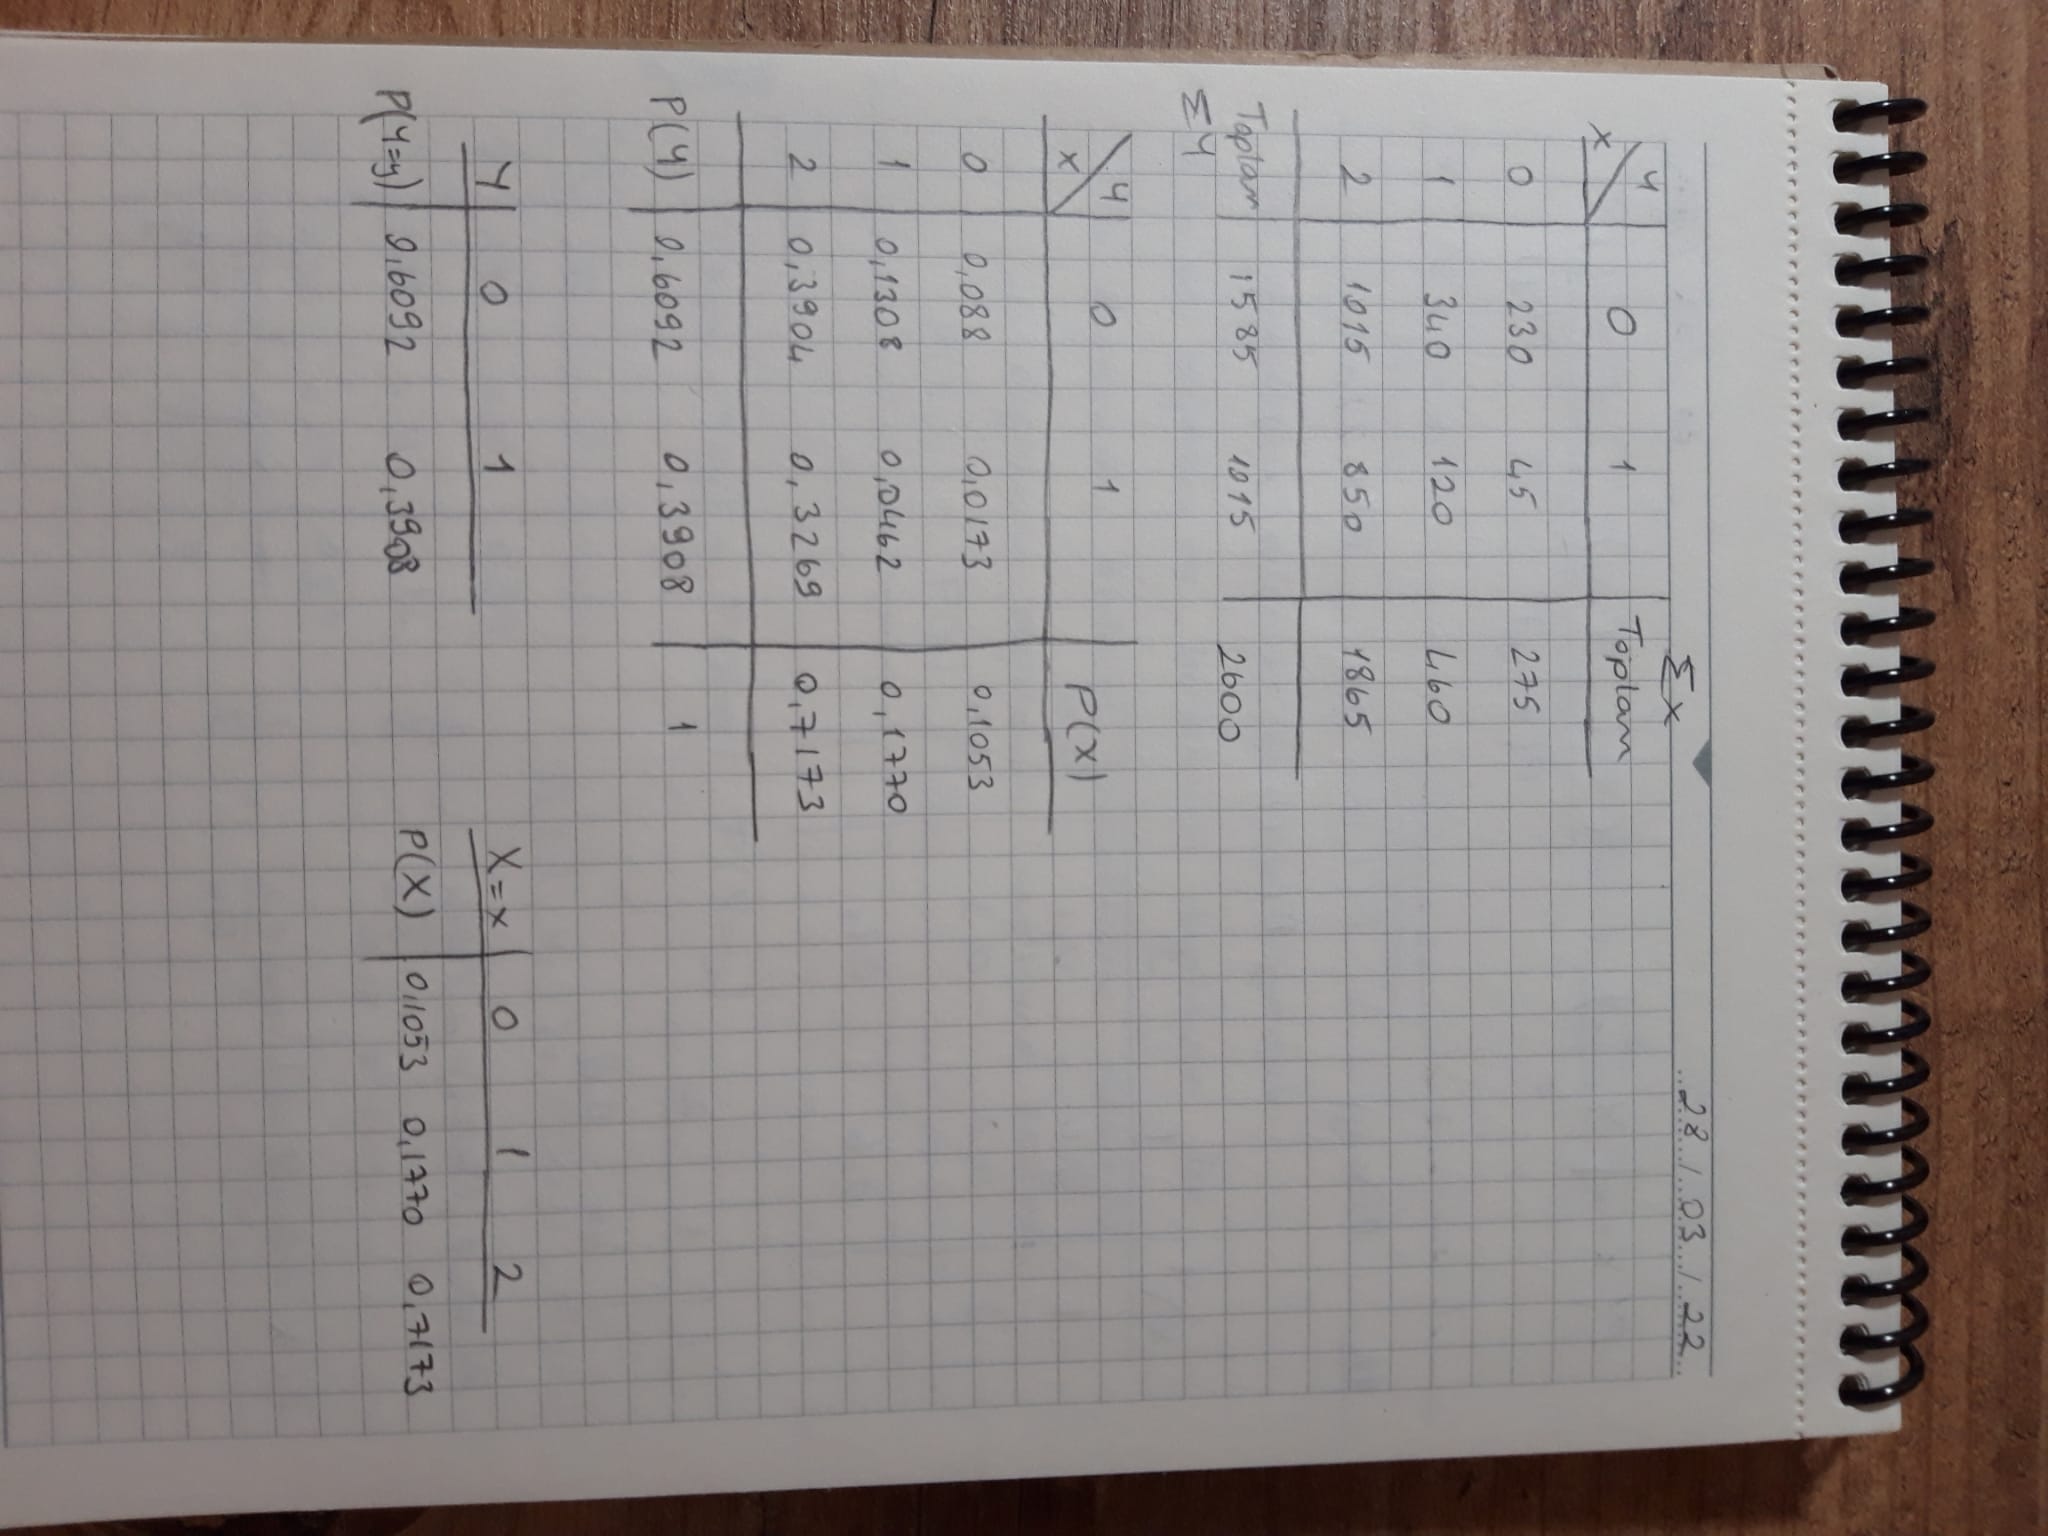 28/03/22
Σx
x/y 0 1 Toplam
0 230 45 275
1 340 120 460
2 1015 850 1865
Toplam 1585 1015 2600
Σy
x/y 0 1 P(x)
0 0,088 0,0173 0,1053
1 0,1308 0,0462 0,1770
2 0,3904 0,3269 0,7173
P(y) 0,6092 0,3908 1
Y 0 1
P(Y=y) 0,6092 0,3908
X=x 0 1 2
P(X) 0,1053 0,1770 0,7173